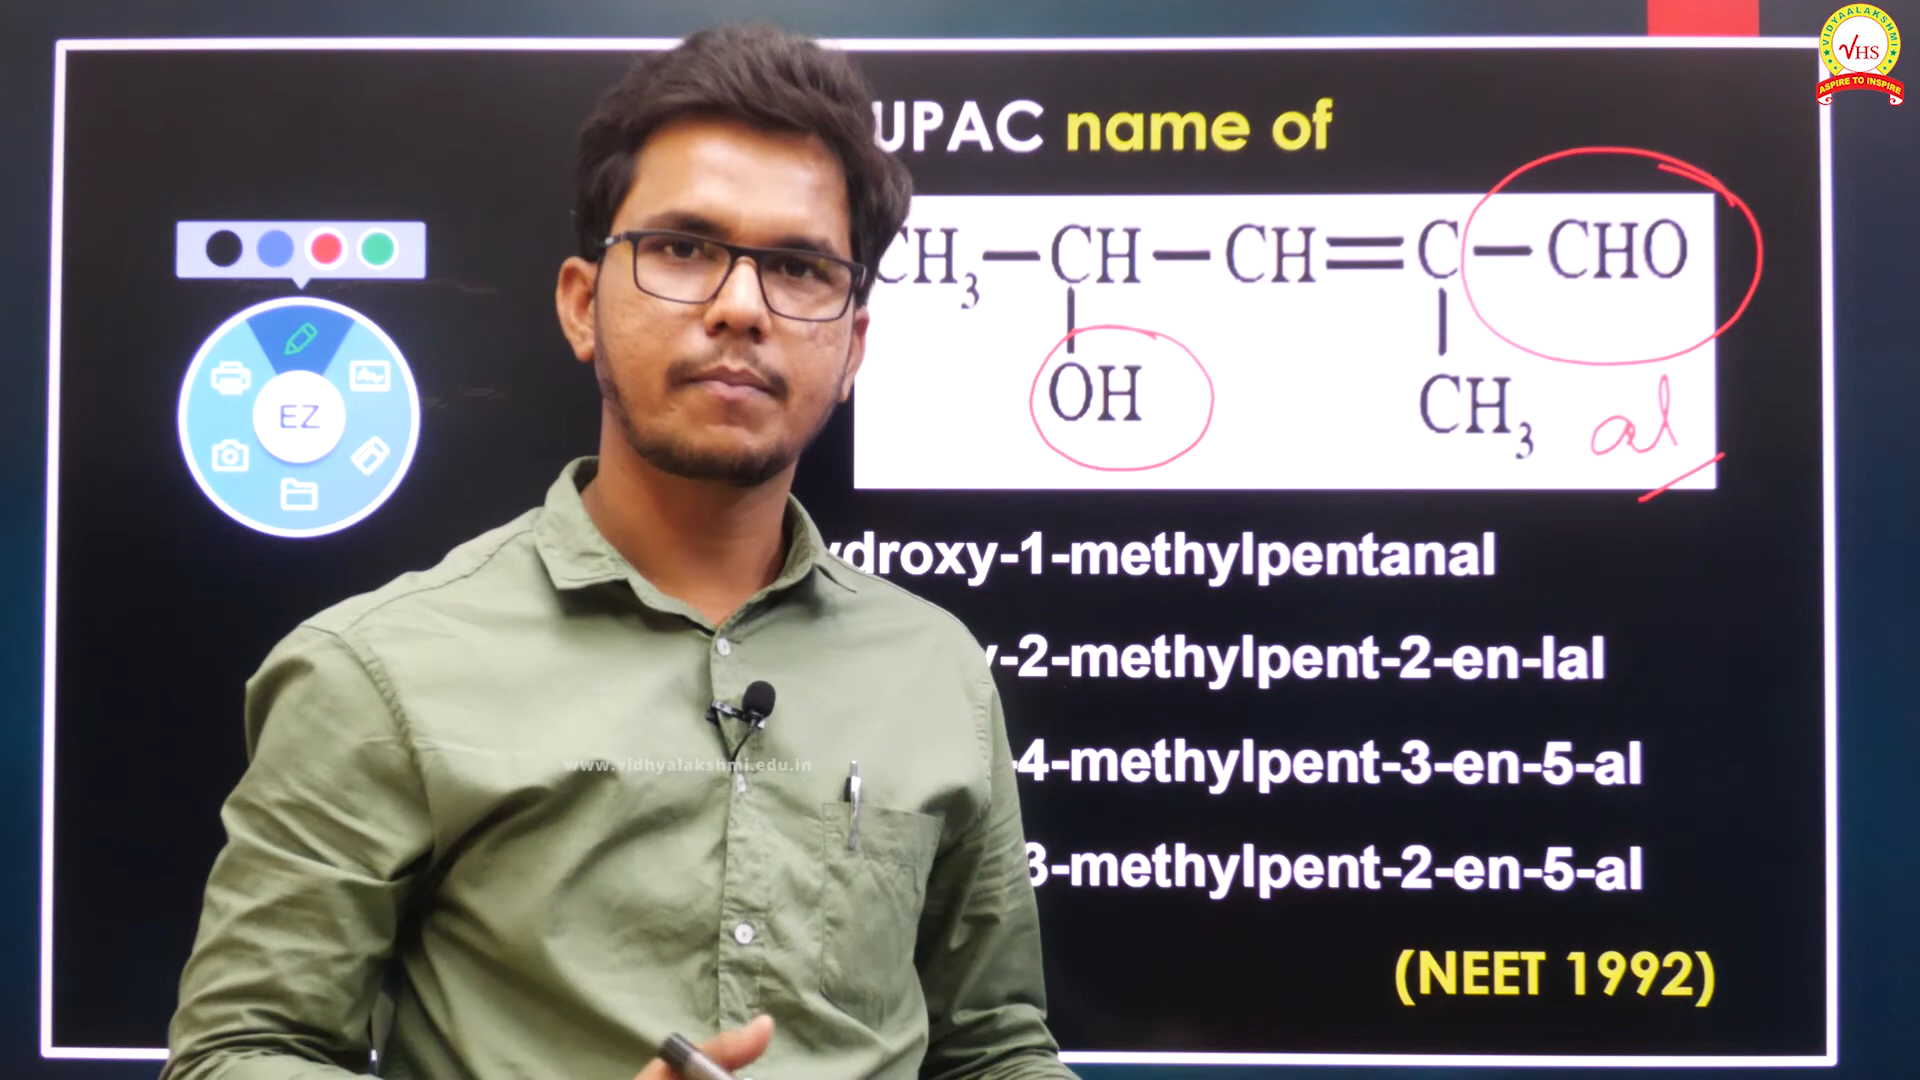 VIDYAALAKSHMI
VHS
ASPIRE TO INSPIRE
UPAC name of
CH3—CH—CH=C—CHO
OH
CH3
al
EZ
ydroxy-1-methylpentanal
y-2-methylpent-2-en-lal
-4-methylpent-3-en-5-al
3-methylpent-2-en-5-al
www.vidhyalakshmi.edu.in
(NEET 1992)